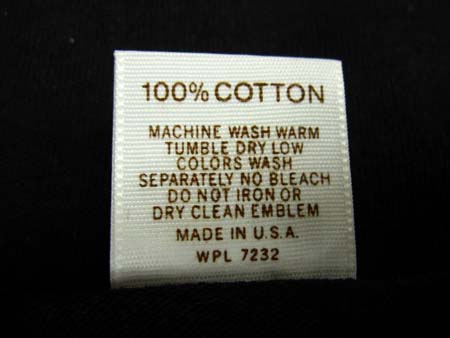 100% COTTON
MACHINE WASH WARM
TUMBLE DRY LOW
COLORS WASH
SEPARATELY NO BLEACH
DO NOT IRON OR
DRY CLEAN EMBLEM
MADE IN U.S.A.
WPL 7232